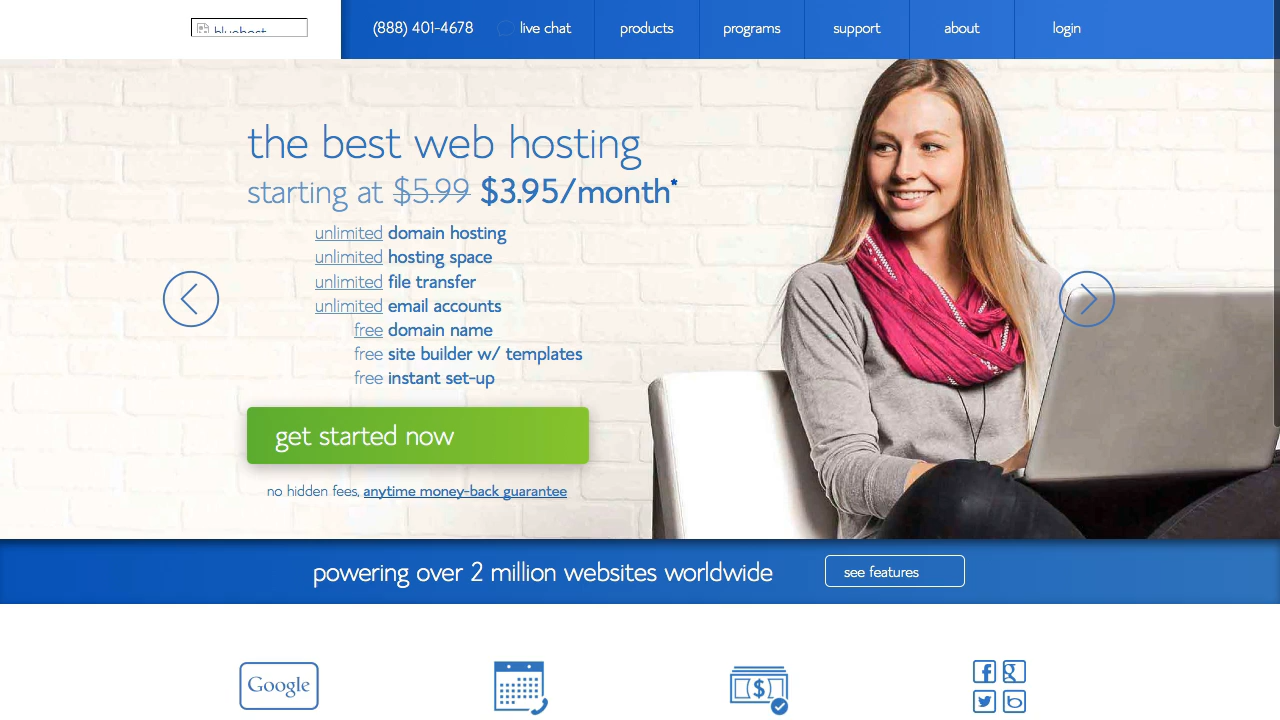 bluehost
(888) 401-4678
live chat
products
programs
support
about
login
the best web hosting
starting at $5.99 $3.95/month*
unlimited domain hosting
unlimited hosting space
unlimited file transfer
unlimited email accounts
free domain name
free site builder w/ templates
free instant set-up
get started now
no hidden fees, anytime money-back guarantee
powering over 2 million websites worldwide
see features
Google
$